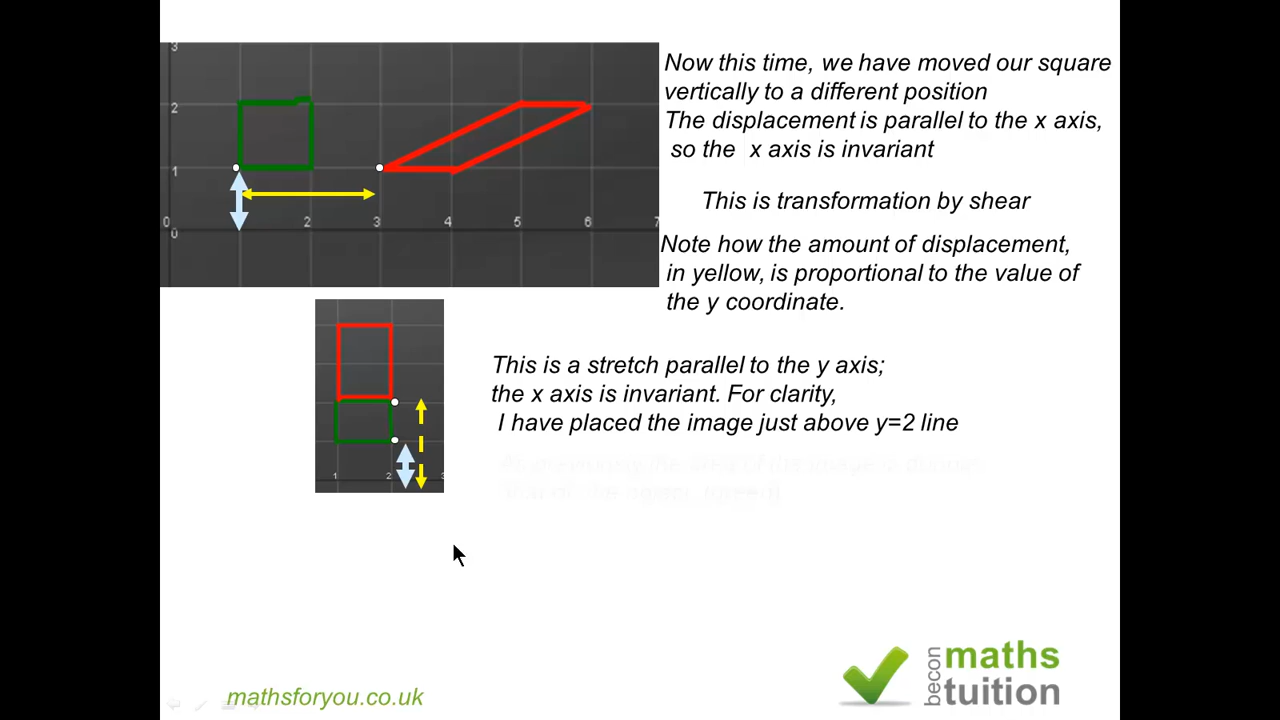 3
2
1
0
0
2
3
4
5
6
7
Now this time, we have moved our square
vertically to a different position
The displacement is parallel to the x axis,
so the x axis is invariant
This is transformation by shear
Note how the amount of displacement,
in yellow, is proportional to the value of
the y coordinate.
1
2
3
This is a stretch parallel to the y axis;
the x axis is invariant. For clarity,
I have placed the image just above y=2 line
mathsforyou.co.uk
becon
maths
tuition